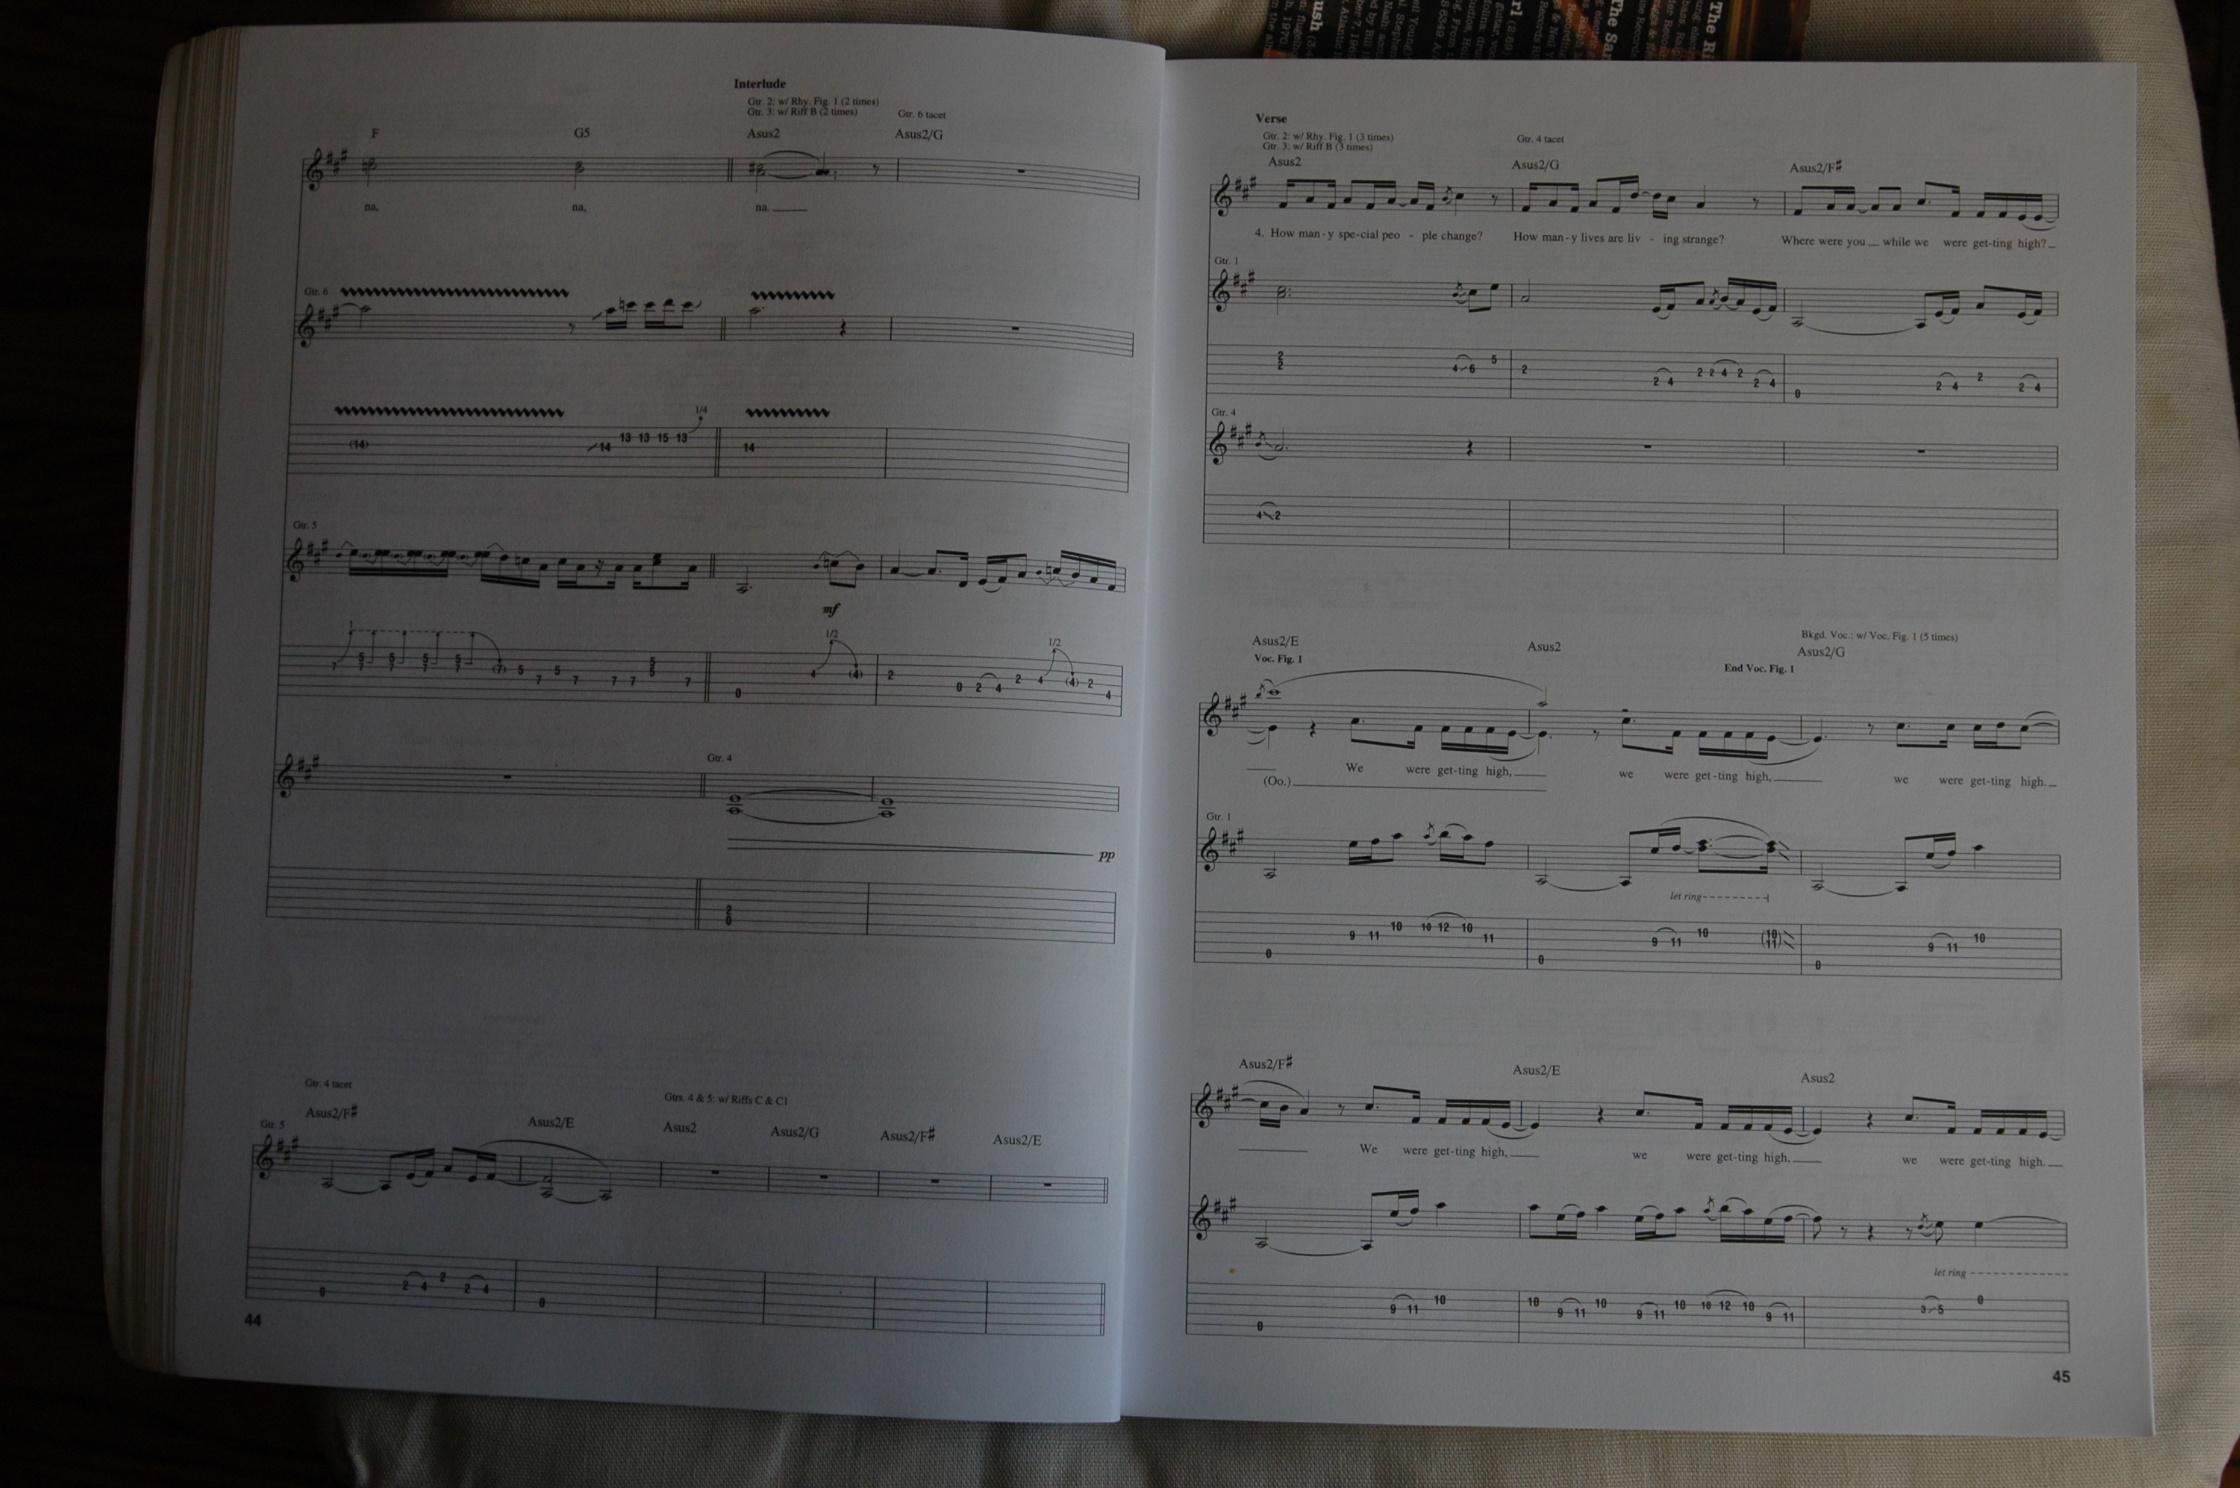 Interlude
Gtr. 2: w/ Rhy. Fig. 1 (2 times)
Gtr. 3: w/ Riff B (2 times)
Gtr. 6 tacet
F G5 Asus2 Asus2/G
na, na, na.
Gtr. 6
1/4
(14) 14 13 13 15 13 14
Gtr. 5
mf
1 1/2 1/2
7 5 7 5 7 5 7 5 7 (7) 5 7 5 7 7 7 5 5 7 0 4 (4) 2 0 2 4 2 4 (4) 2 4
Gtr. 4
pp
2
0
Gtr. 4 tacet
Gtrs. 4 & 5: w/ Riffs C & C1
Gtr. 5
Asus2/F♯ Asus2/E Asus2 Asus2/G Asus2/F♯ Asus2/E
0 2 4 2 2 4 0
44
Verse
Gtr. 2: w/ Rhy. Fig. 1 (3 times)
Gtr. 3: w/ Riff B (3 times)
Gtr. 4 tacet
Asus2 Asus2/G Asus2/F♯
4. How man - y spe - cial peo - ple change? How man - y lives are liv - ing strange? Where were you while we were get - ting high?
Gtr. 1
2 2 4 6 5 2 2 4 2 2 4 2 2 4 0 2 4 2 2 4
Gtr. 4
4 2
Bkgd. Voc.: w/ Voc. Fig. 1 (5 times)
Asus2/E Asus2 Asus2/G
Voc. Fig. 1 End Voc. Fig. 1
We were get - ting high, we were get - ting high, we were get - ting high.
(Oo.)
Gtr. 1
let ring
0 9 11 10 10 12 10 11 0 9 11 10 (10) (11) 0 9 11 10
Asus2/F♯ Asus2/E Asus2
We were get - ting high, we were get - ting high, we were get - ting high.
let ring
0 9 11 10 10 9 11 10 9 11 10 10 12 10 9 11 3 5 0
45